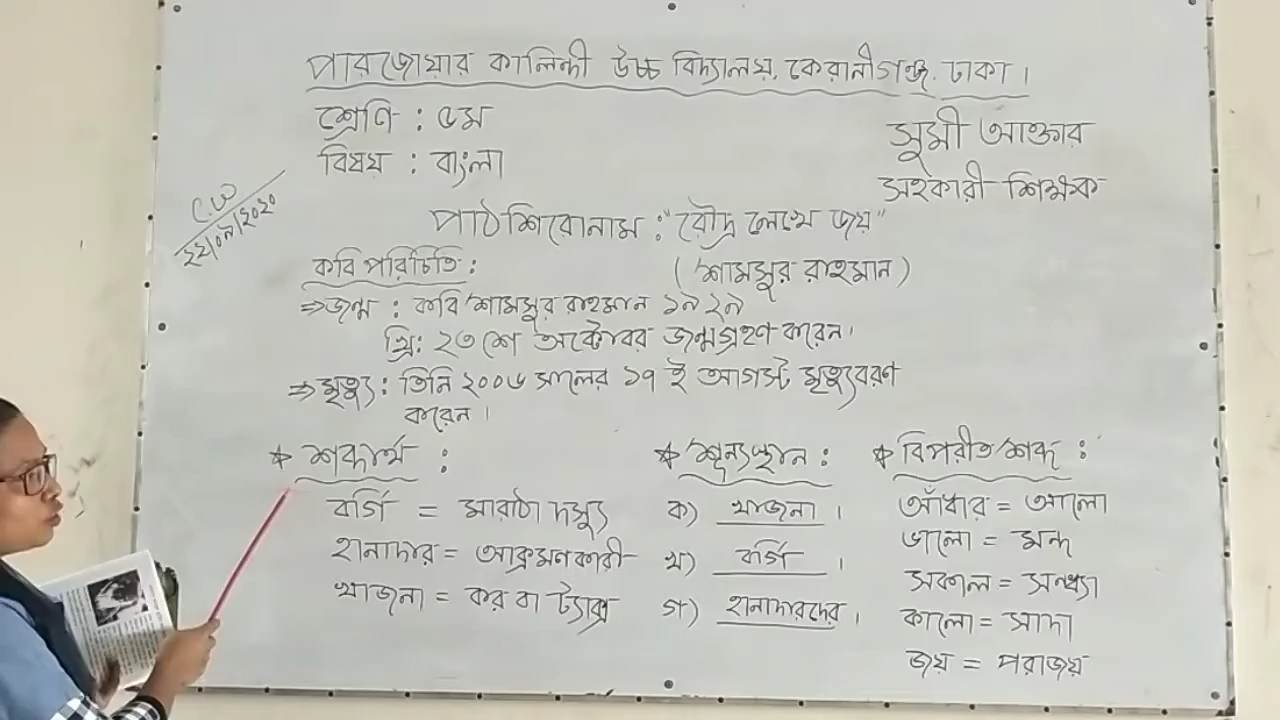 পারজোয়ার কালিন্দী উচ্চ বিদ্যালয়, কেরানীগঞ্জ, ঢাকা।
শ্রেণি : ৫ম
বিষয় : বাংলা
সুমী আক্তার
সহকারী শিক্ষক
C.W
২২/০৯/২০২০
পাঠশিরোনাম : "রৌদ্র লেখে জয়"
(শামসুর রাহমান)
কবি পরিচিতি :
⇒ জন্ম : কবি শামসুর রাহমান ১৯২৯
খ্রি: ২৩ শে অক্টোবর জন্মগ্রহণ করেন।
⇒ মৃত্যু : তিনি ২০০৬ সালের ১৭ ই আগস্ট মৃত্যুবরণ
করেন।
* শব্দার্থ :
বর্গি = মারাঠা দস্যু
হানাদার = আক্রমণকারী
খাজনা = কর বা ট্যাক্স
* শূন্যস্থান :
ক) খাজনা ।
খ) বর্গি ।
গ) হানাদারদের ।
* বিপরীত শব্দ :
আঁধার = আলো
ভালো = মন্দ
সকাল = সন্ধ্যা
কালো = সাদা
জয় = পরাজয়